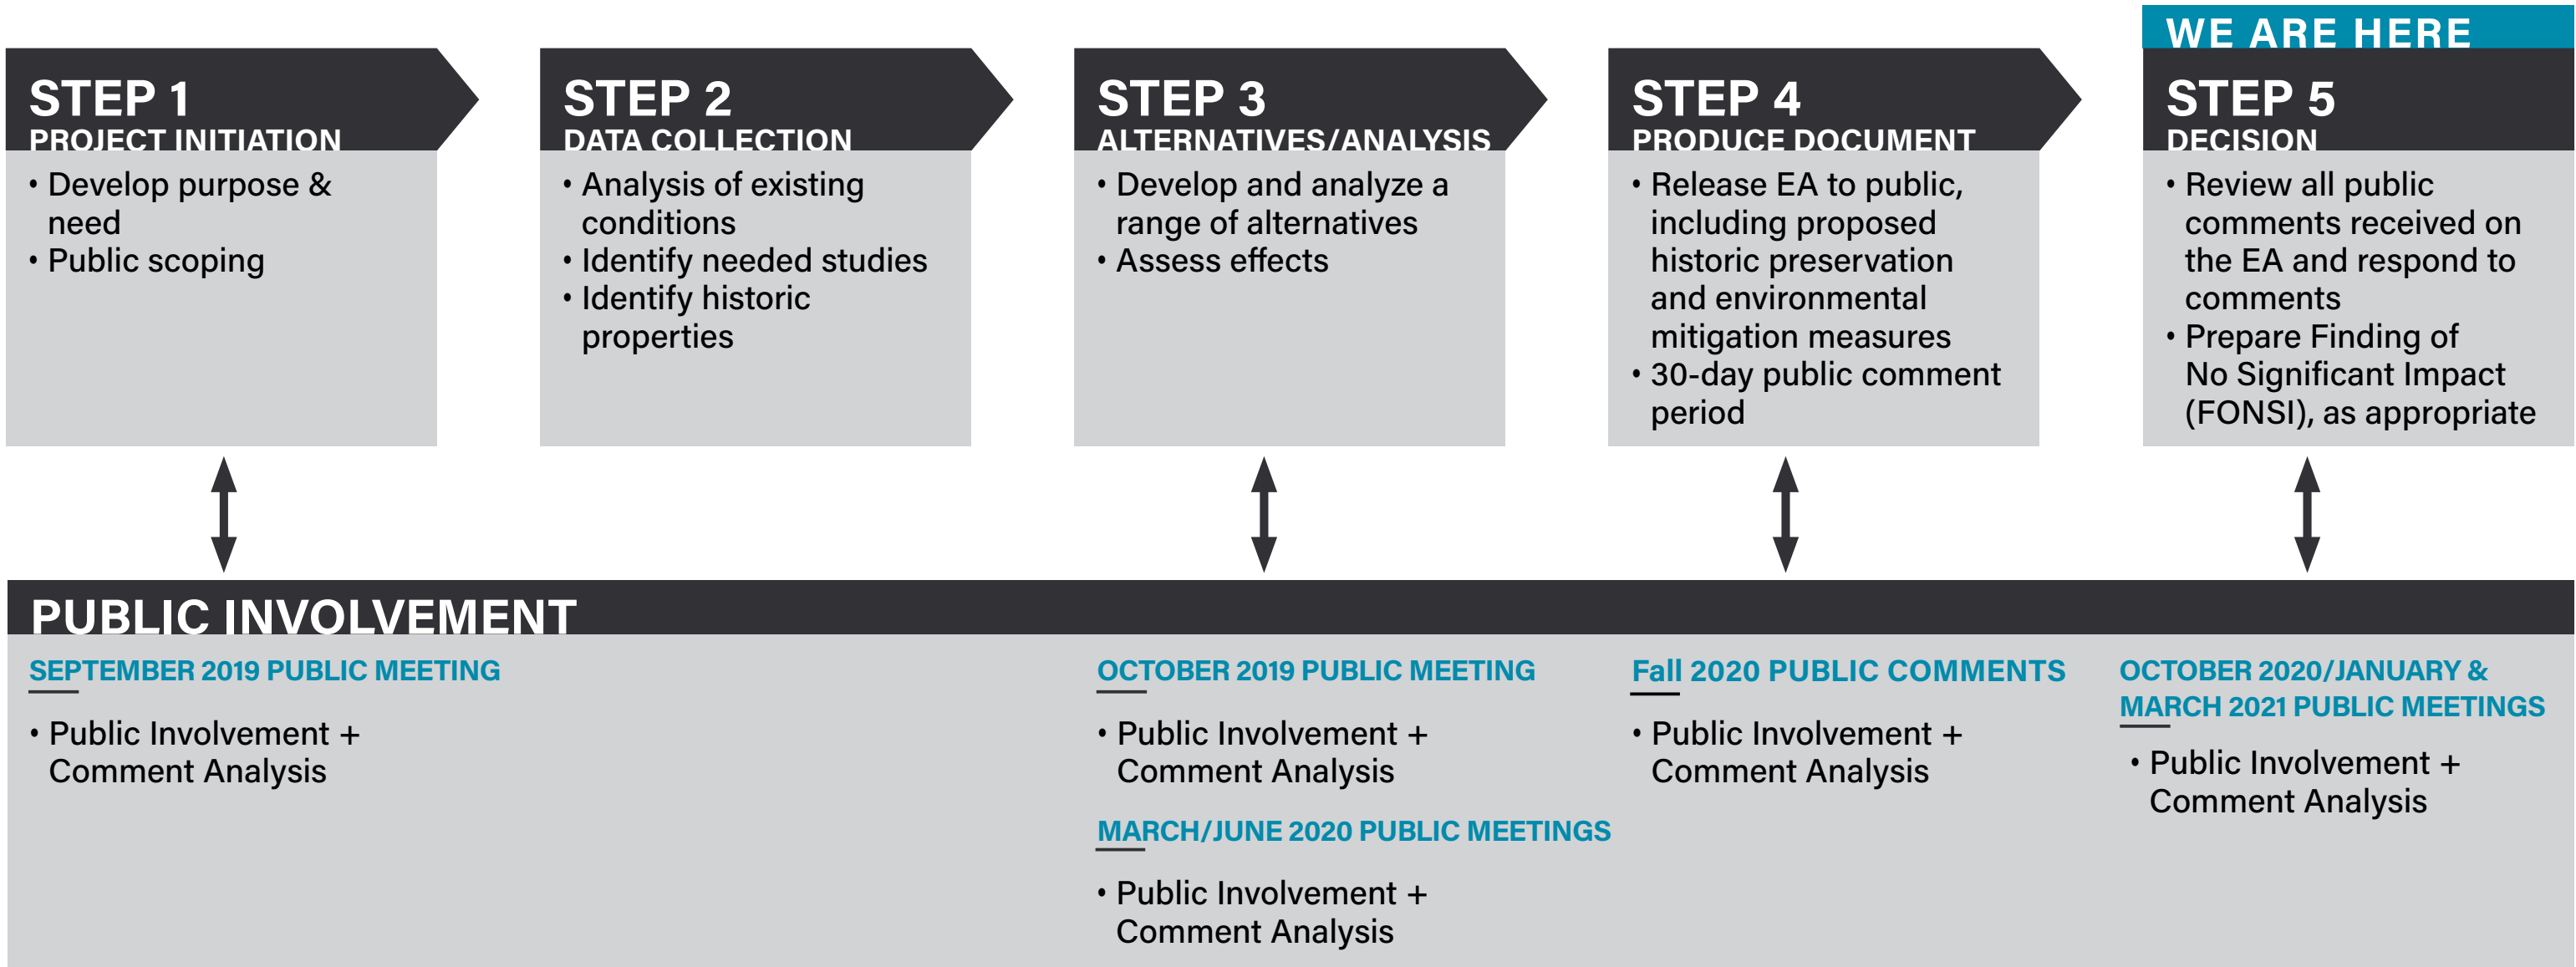 WE ARE HERE
STEP 1
PROJECT INITIATION
• Develop purpose &
need
• Public scoping
STEP 2
DATA COLLECTION
• Analysis of existing
conditions
• Identify needed studies
• Identify historic
properties
STEP 3
ALTERNATIVES/ANALYSIS
• Develop and analyze a
range of alternatives
• Assess effects
STEP 4
PRODUCE DOCUMENT
• Release EA to public,
including proposed
historic preservation
and environmental
mitigation measures
• 30-day public comment
period
STEP 5
DECISION
• Review all public
comments received on
the EA and respond to
comments
• Prepare Finding of
No Significant Impact
(FONSI), as appropriate
PUBLIC INVOLVEMENT
SEPTEMBER 2019 PUBLIC MEETING
• Public Involvement +
Comment Analysis
OCTOBER 2019 PUBLIC MEETING
• Public Involvement +
Comment Analysis
MARCH/JUNE 2020 PUBLIC MEETINGS
• Public Involvement +
Comment Analysis
Fall 2020 PUBLIC COMMENTS
• Public Involvement +
Comment Analysis
OCTOBER 2020/JANUARY &
MARCH 2021 PUBLIC MEETINGS
• Public Involvement +
Comment Analysis